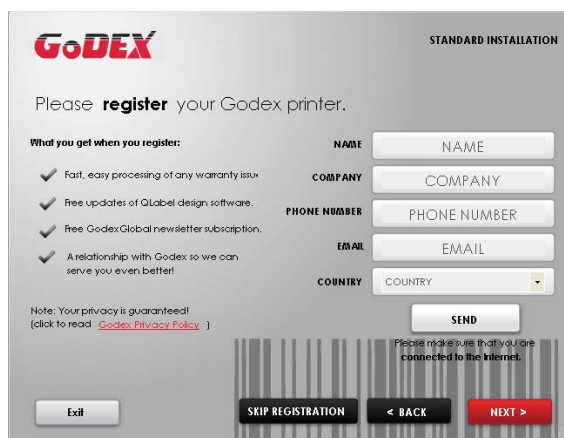 GoDEX
STANDARD INSTALLATION
Please register your Godex printer.
What you get when you register:
Fast, easy processing of any warranty issu
Free updates of QLabel design software.
Free GodexGlobal newsletter subscription.
A relationship with Godex so we can
serve you even better!
Note: Your privacy is guaranteed!
(click to read Godex Privacy Policy )
NAME NAME
COMPANY COMPANY
PHONE NUMBER PHONE NUMBER
EMAIL EMAIL
COUNTRY COUNTRY
SEND
Please make sure that you are
connected to the Internet.
Exit
SKIP REGISTRATION
< BACK
NEXT >